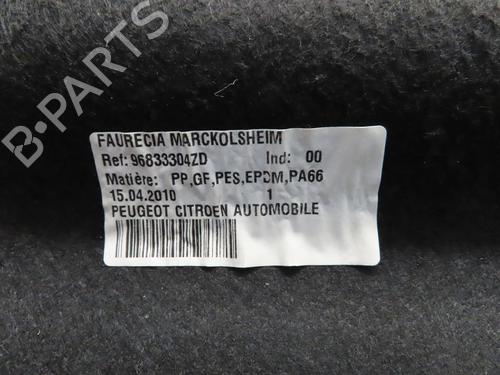 FAURECIA MARCKOLSHEIM
Ref: 96833304ZD Ind: 00
Matière: PP,GF,PES,EPDM,PA66
15.04.2010 1
PEUGEOT CITROEN AUTOMOBILE
B-PARTS